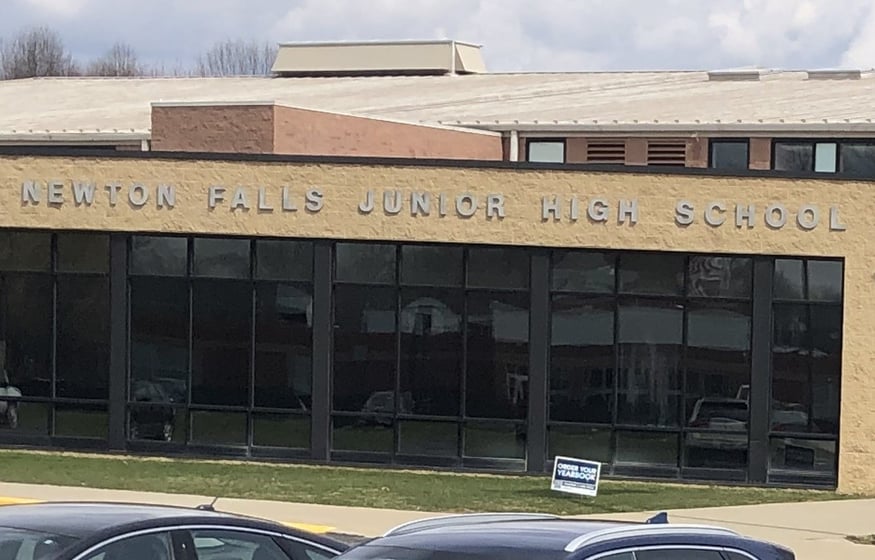 NEWTON FALLS JUNIOR HIGH SCHOOL
ORDER YOUR
YEARBOOK